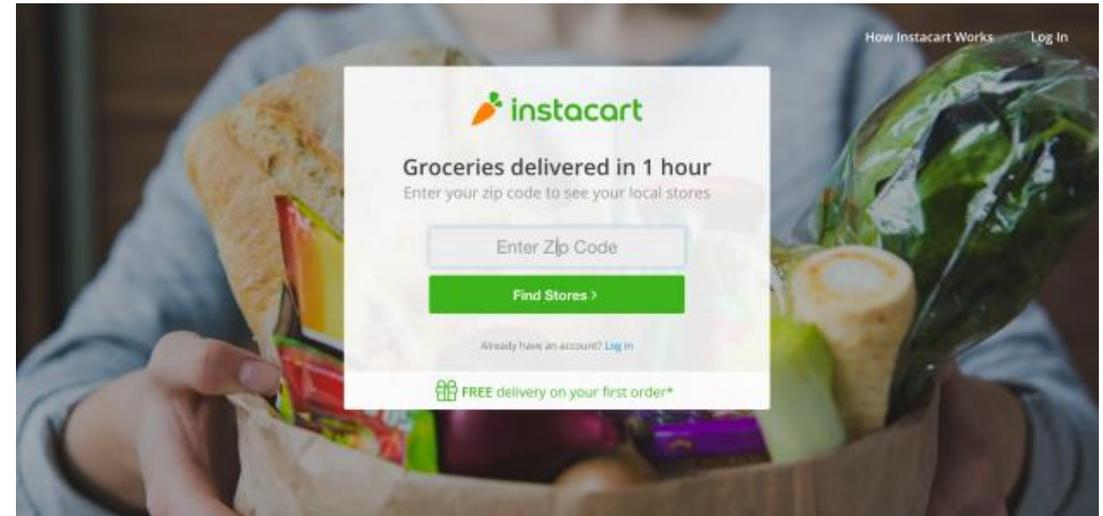 How Instacart Works Log In
instacart
Groceries delivered in 1 hour
Enter your zip code to see your local stores
Enter Zip Code
Find Stores >
Already have an account? Log in
FREE delivery on your first order*